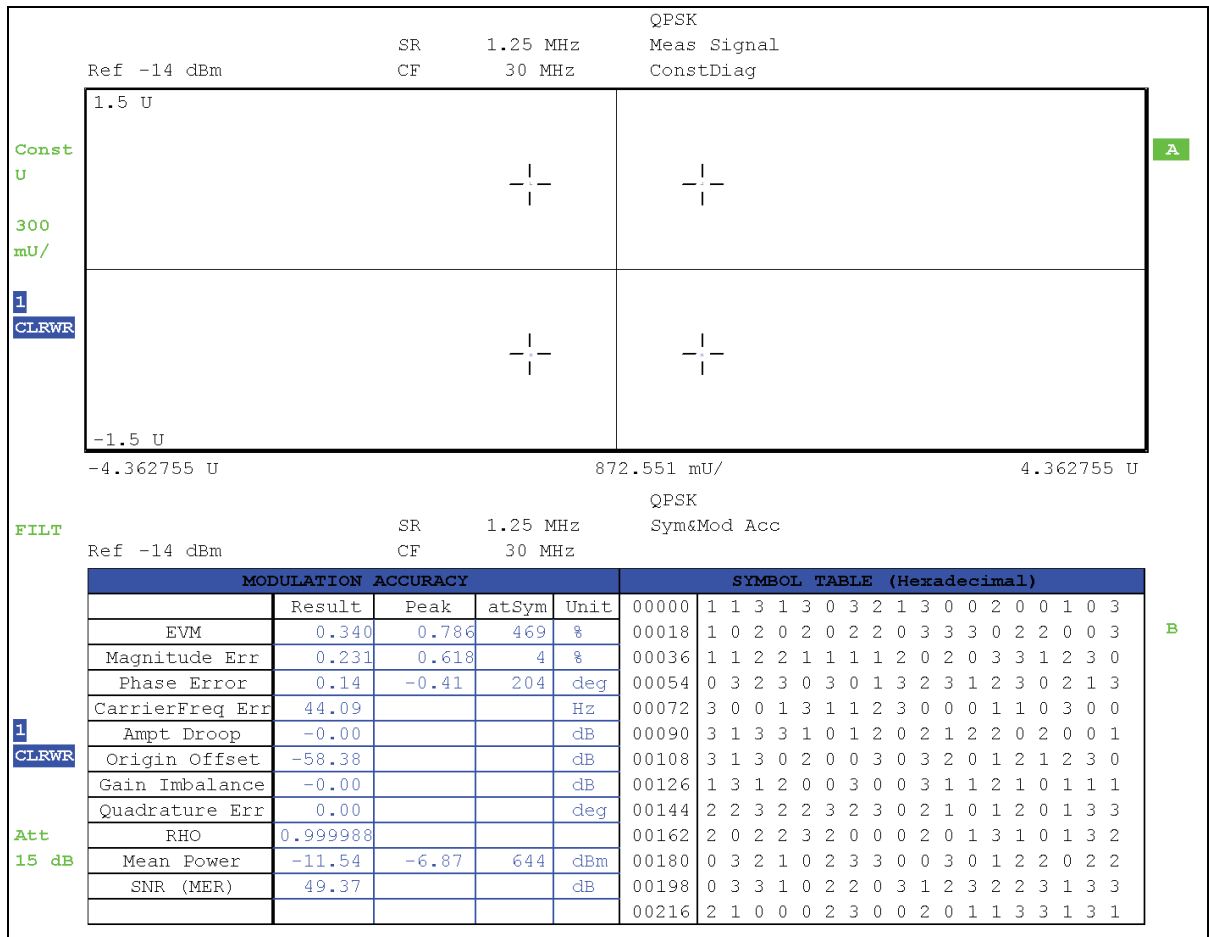 QPSK
SR 1.25 MHz Meas Signal
Ref -14 dBm CF 30 MHz ConstDiag
1.5 U
Const
U
A
300
mU/
1
CLRWR
-1.5 U
-4.362755 U 872.551 mU/ 4.362755 U
QPSK
FILT SR 1.25 MHz Sym&Mod Acc
Ref -14 dBm CF 30 MHz
MODULATION ACCURACY SYMBOL TABLE (Hexadecimal)
Result Peak atSym Unit 00000 1 1 3 1 3 0 3 2 1 3 0 0 2 0 0 1 0 3
EVM 0.340 0.786 469 % 00018 1 0 2 0 2 0 2 2 0 3 3 3 0 2 2 0 0 3 B
Magnitude Err 0.231 0.618 4 % 00036 1 1 2 2 1 1 1 1 2 0 2 0 3 3 1 2 3 0
Phase Error 0.14 -0.41 204 deg 00054 0 3 2 3 0 3 0 1 3 2 3 1 2 3 0 2 1 3
CarrierFreq Err 44.09 Hz 00072 3 0 0 1 3 1 1 2 3 0 0 0 1 1 0 3 0 0
1 Ampt Droop -0.00 dB 00090 3 1 3 3 1 0 1 2 0 2 1 2 2 0 2 0 0 1
CLRWR Origin Offset -58.38 dB 00108 3 1 3 0 2 0 0 3 0 3 2 0 1 2 1 2 3 0
Gain Imbalance -0.00 dB 00126 1 3 1 2 0 0 3 0 0 3 1 1 2 1 0 1 1 1
Quadrature Err 0.00 deg 00144 2 2 3 2 2 3 2 3 0 2 1 0 1 2 0 1 3 3
Att RHO 0.999988 00162 2 0 2 2 3 2 0 0 0 2 0 1 3 1 0 1 3 2
15 dB Mean Power -11.54 -6.87 644 dBm 00180 0 3 2 1 0 2 3 3 0 0 3 0 1 2 2 0 2 2
SNR (MER) 49.37 dB 00198 0 3 3 1 0 2 2 0 3 1 2 3 2 2 3 1 3 3
00216 2 1 0 0 0 2 3 0 0 2 0 1 1 3 3 1 3 1